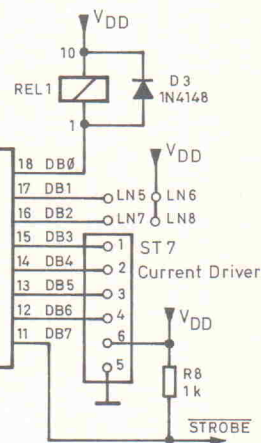 VDD
10
REL1
D3
1N4148
1
VDD
18 DBØ
17 DB1
LN5 LN6
16 DB2
LN7 LN8
15 DB3
1
ST7
14 DB4
2
Current Driver
13 DB5
3
12 DB6
4
VDD
11 DB7
6
5
R8
1k
STROBE